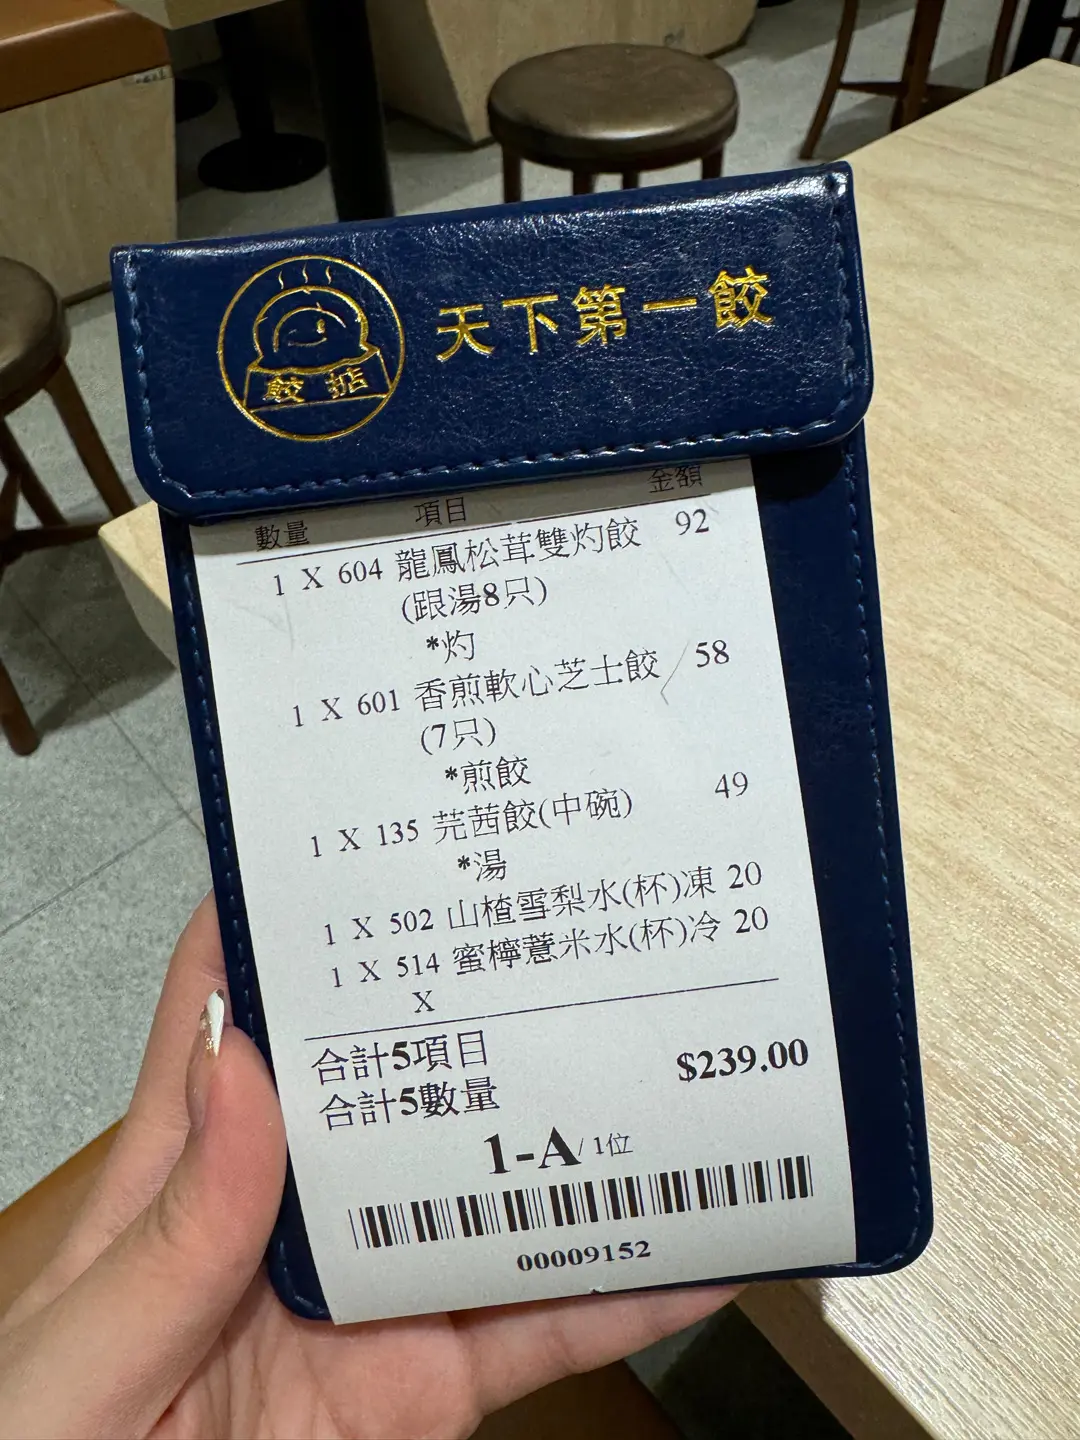 天下第一餃
餃掂
數量 項目 金額
1 X 604 龍鳳松茸雙灼餃 92
(跟湯8只)
*灼
1 X 601 香煎軟心芝士餃 58
(7只)
*煎餃
1 X 135 芫茜餃(中碗) 49
*湯
1 X 502 山楂雪梨水(杯)凍 20
1 X 514 蜜檸薏米水(杯)冷 20
X
合計5項目 $239.00
合計5數量
1-A/ 1位
00009152